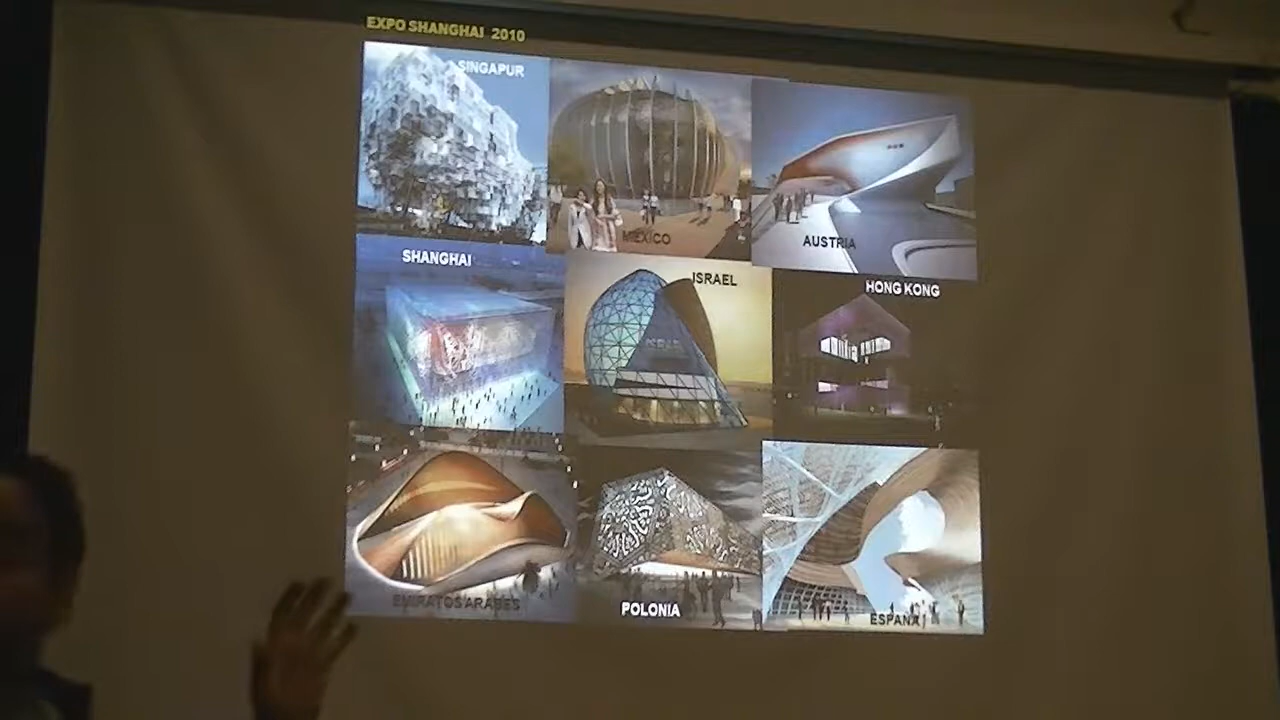 EXPO SHANGHAI 2010
SINGAPUR
MEXICO
AUSTRIA
SHANGHAI
ISRAEL
HONG KONG
EMIRATOS ARABES
POLONIA
ESPAÑA